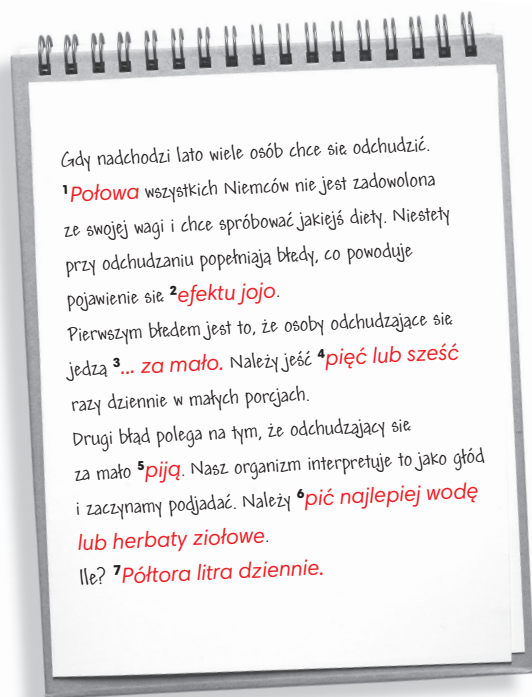 Gdy nadchodzi lato wiele osób chce się odchudzić.
¹Połowa wszystkich Niemców nie jest zadowolona
ze swojej wagi i chce spróbować jakiejś diety. Niestety
przy odchudzaniu popełniają błędy, co powoduje
pojawienie się ²efektu jojo.
Pierwszym błędem jest to, że osoby odchudzające się
jedzą ³... za mało. Należy jeść ⁴pięć lub sześć
razy dziennie w małych porcjach.
Drugi błąd polega na tym, że odchudzający się
za mało ⁵piją. Nasz organizm interpretuje to jako głód
i zaczynamy podjadać. Należy ⁶pić najlepiej wodę
lub herbaty ziołowe.
Ile? ⁷Półtora litra dziennie.